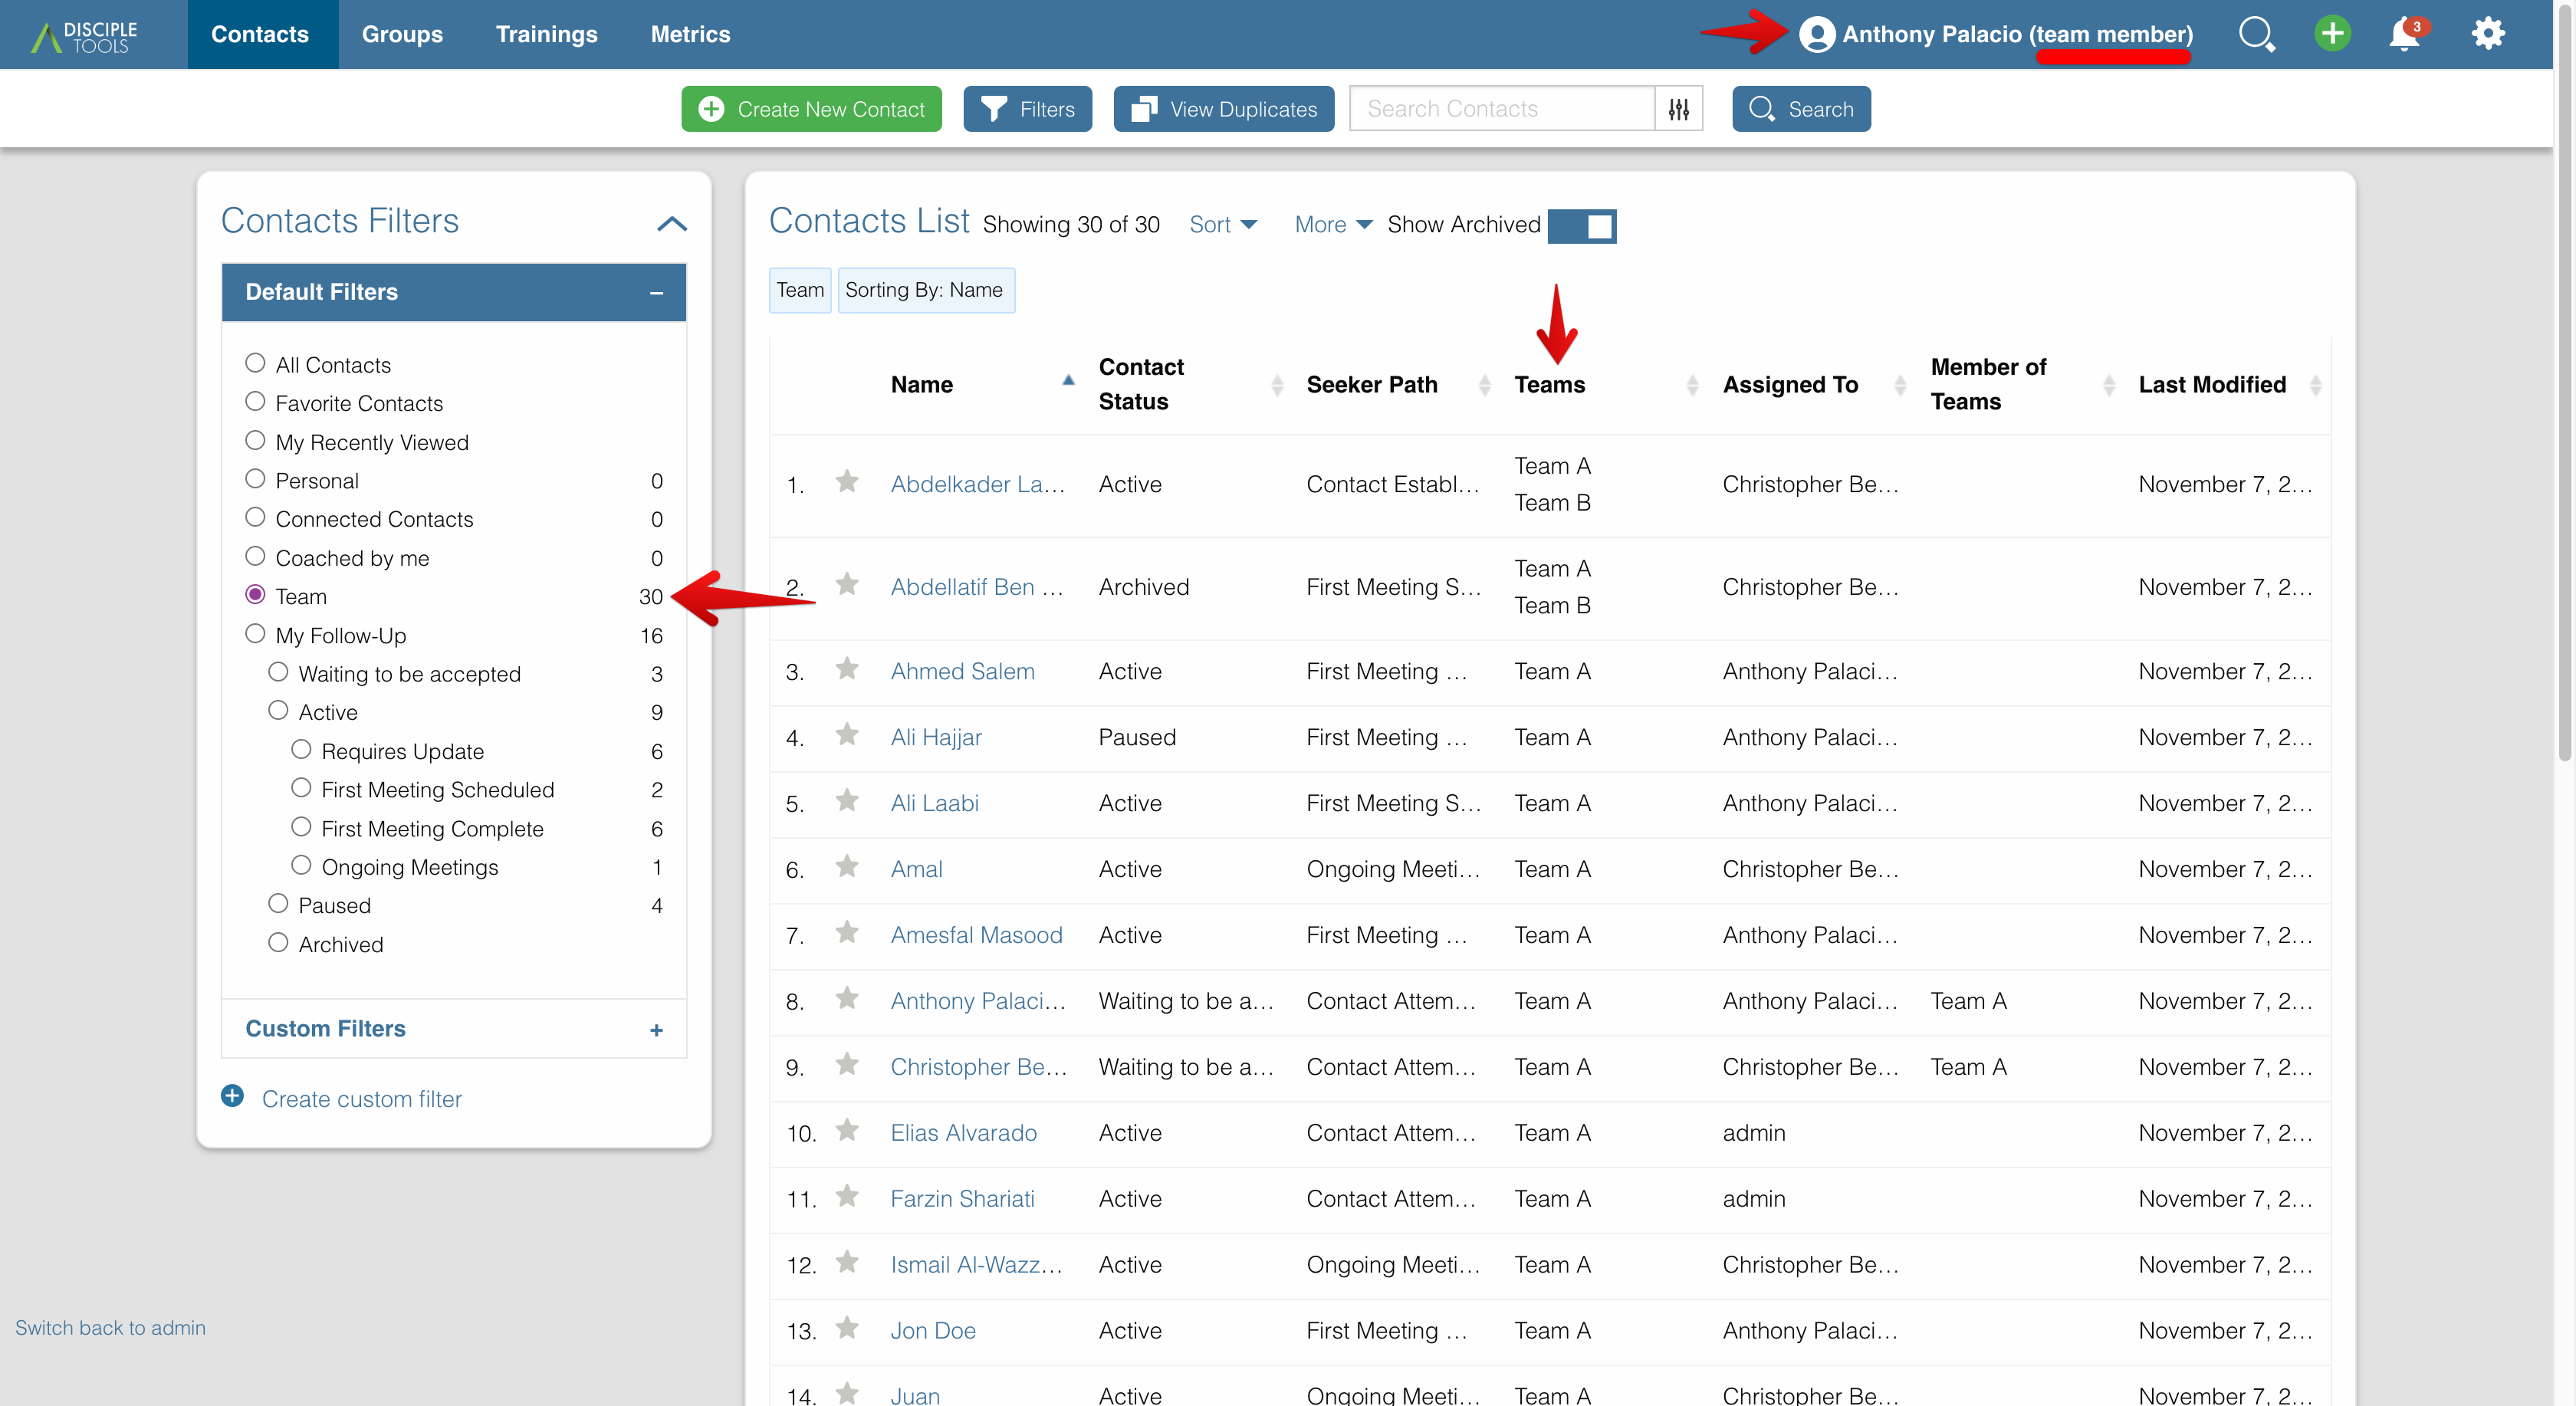 DISCIPLE TOOLS
Contacts Groups Trainings Metrics
Anthony Palacio (team member)
3
Create New Contact Filters View Duplicates Search Contacts Search
Contacts Filters
Default Filters –
All Contacts
Favorite Contacts
My Recently Viewed
Personal 0
Connected Contacts 0
Coached by me 0
Team 30
My Follow-Up 16
Waiting to be accepted 3
Active 9
Requires Update 6
First Meeting Scheduled 2
First Meeting Complete 6
Ongoing Meetings 1
Paused 4
Archived
Custom Filters +
Create custom filter
Switch back to admin
Contacts List Showing 30 of 30 Sort More Show Archived
Team Sorting By: Name
Name Contact Status Seeker Path Teams Assigned To Member of Teams Last Modified
1. Abdelkader La... Active Contact Establ... Team A Team B Christopher Be... November 7, 2...
2. Abdellatif Ben ... Archived First Meeting S... Team A Team B Christopher Be... November 7, 2...
3. Ahmed Salem Active First Meeting ... Team A Anthony Palaci... November 7, 2...
4. Ali Hajjar Paused First Meeting ... Team A Anthony Palaci... November 7, 2...
5. Ali Laabi Active First Meeting S... Team A Anthony Palaci... November 7, 2...
6. Amal Active Ongoing Meeti... Team A Christopher Be... November 7, 2...
7. Amesfal Masood Active First Meeting ... Team A Anthony Palaci... November 7, 2...
8. Anthony Palaci... Waiting to be a... Contact Attem... Team A Anthony Palaci... Team A November 7, 2...
9. Christopher Be... Waiting to be a... Contact Attem... Team A Christopher Be... Team A November 7, 2...
10. Elias Alvarado Active Contact Attem... Team A admin November 7, 2...
11. Farzin Shariati Active Contact Attem... Team A admin November 7, 2...
12. Ismail Al-Wazz... Active Ongoing Meeti... Team A Christopher Be... November 7, 2...
13. Jon Doe Active First Meeting ... Team A Anthony Palaci... November 7, 2...
14. Juan Active Ongoing Meeti... Team A Christopher Be... November 7, 2...